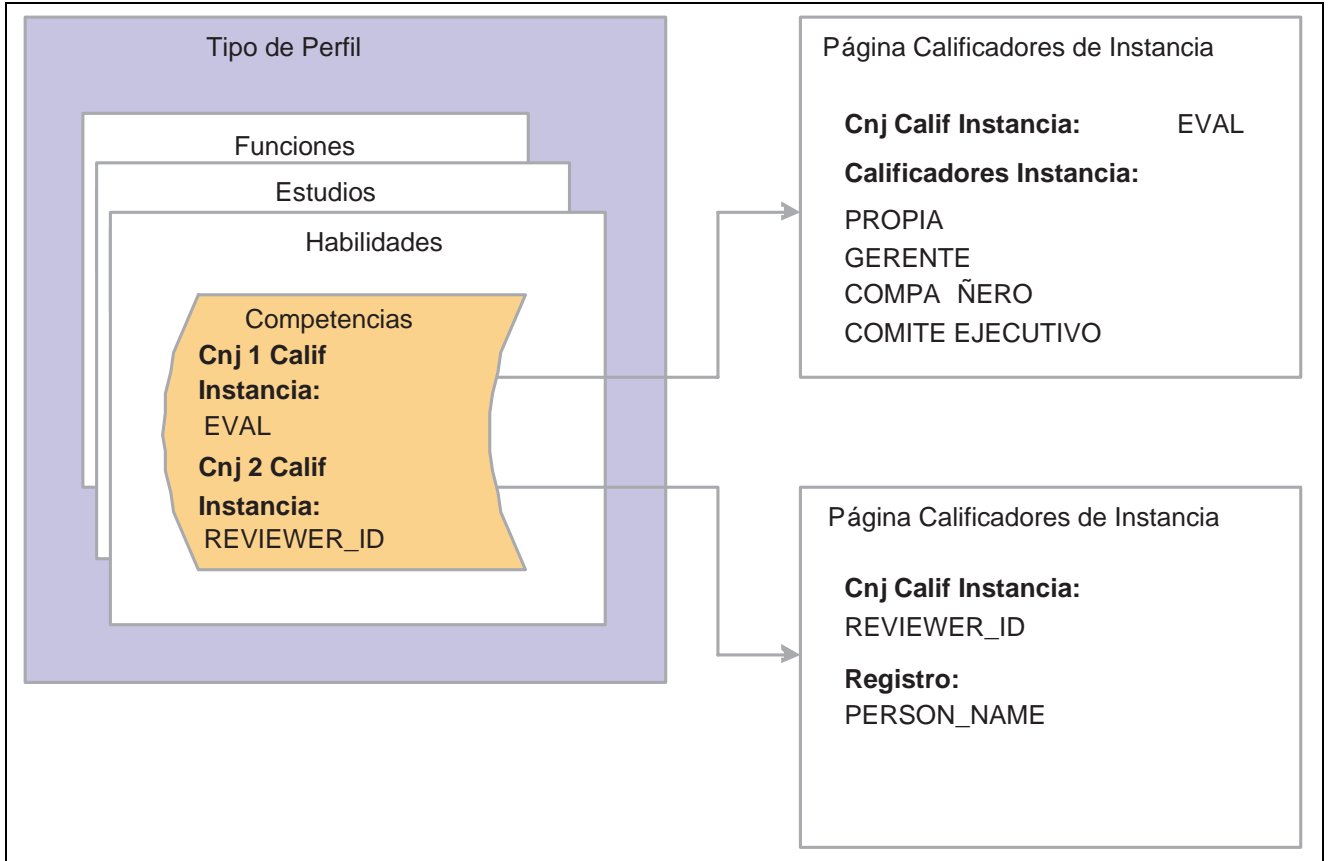 Tipo de Perfil
Funciones
Estudios
Habilidades
Competencias
Cnj 1 Calif
Instancia:
EVAL
Cnj 2 Calif
Instancia:
REVIEWER_ID
Página Calificadores de Instancia
Cnj Calif Instancia: EVAL
Calificadores Instancia:
PROPIA
GERENTE
COMPA ÑERO
COMITE EJECUTIVO
Página Calificadores de Instancia
Cnj Calif Instancia:
REVIEWER_ID
Registro:
PERSON_NAME